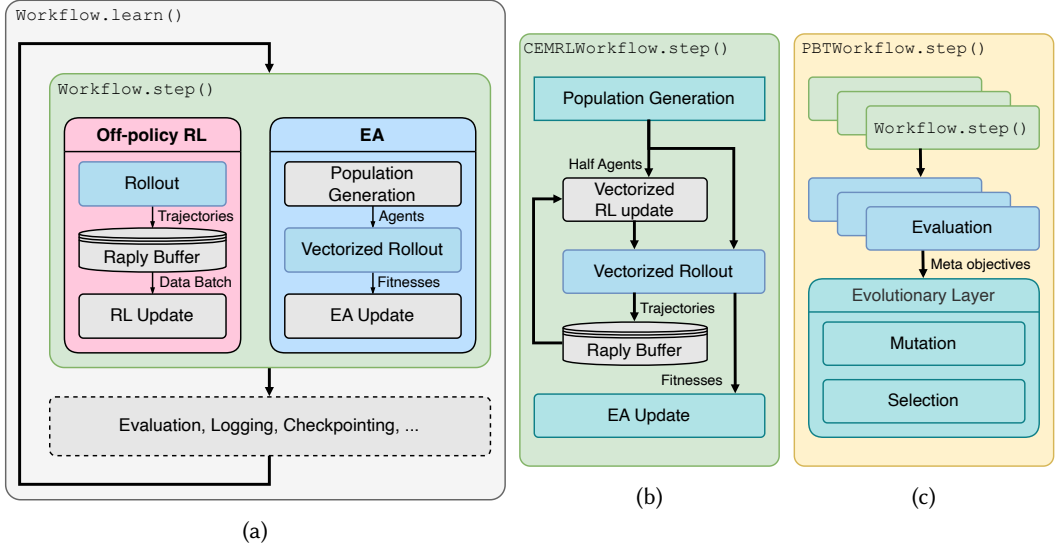 Workflow.learn()
Workflow.step()
Off-policy RL
Rollout
Trajectories
Raply Buffer
Data Batch
RL Update
EA
Population
Generation
Agents
Vectorized Rollout
Fitnesses
EA Update
Evaluation, Logging, Checkpointing, ...
(a)
CEMRLWorkflow.step()
Population Generation
Half Agents
Vectorized
RL update
Vectorized Rollout
Trajectories
Raply Buffer
Fitnesses
EA Update
(b)
PBTWorkflow.step()
Workflow.step()
Evaluation
Meta objectives
Evolutionary Layer
Mutation
Selection
(c)